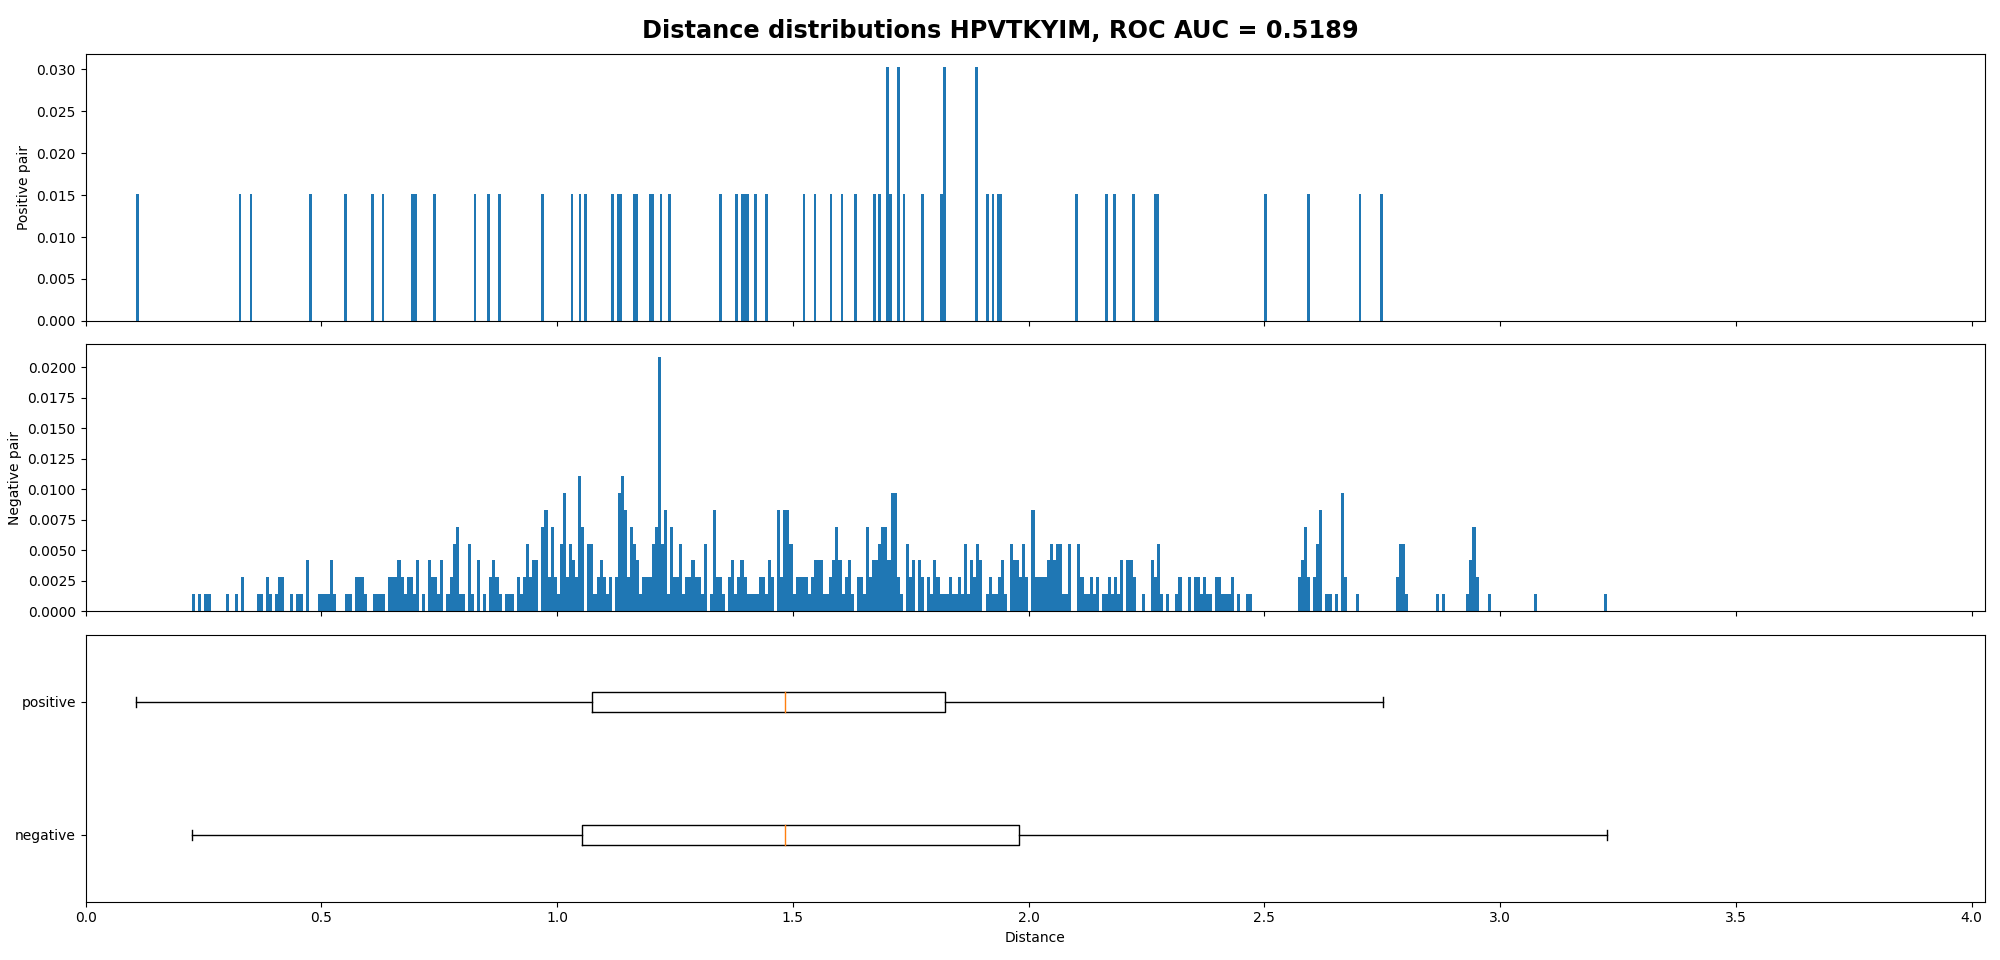 Distance distributions HPVTKYIM, ROC AUC = 0.5189
0.030
0.025
0.020
0.015
0.010
0.005
0.000
Positive pair
0.0200
0.0175
0.0150
0.0125
0.0100
0.0075
0.0050
0.0025
0.0000
Negative pair
positive
negative
0.0 0.5 1.0 1.5 2.0 2.5 3.0 3.5 4.0
Distance